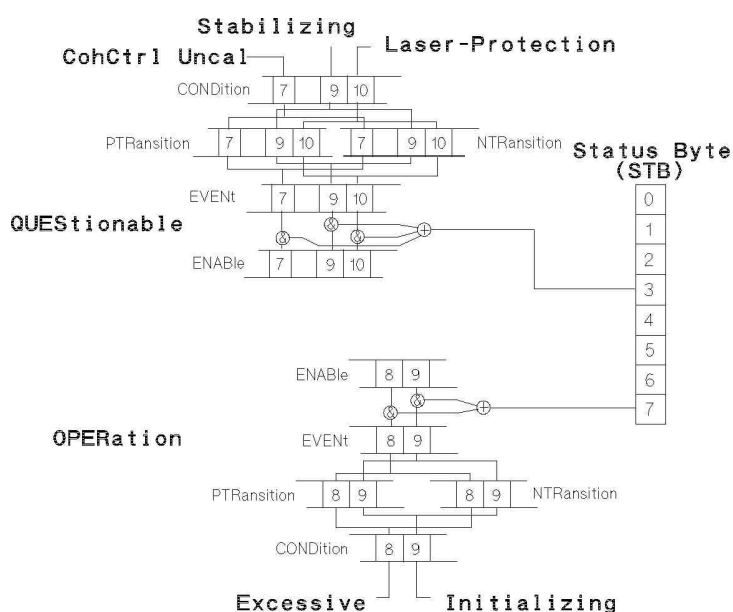 Stabilizing
CohCtrl Uncal
Laser-Protection
CONDition 7 9 10
PTRansition 7 9 10 7 9 10 NTRansition
EVENt 7 9 10
QUEStionable
& & &
+
ENABle 7 9 10
Status Byte
(STB)
0
1
2
3
4
5
6
7
ENABle 8 9
& &
+
OPERation
EVENt 8 9
PTRansition 8 9 8 9 NTRansition
CONDition 8 9
Excessive
Initializing